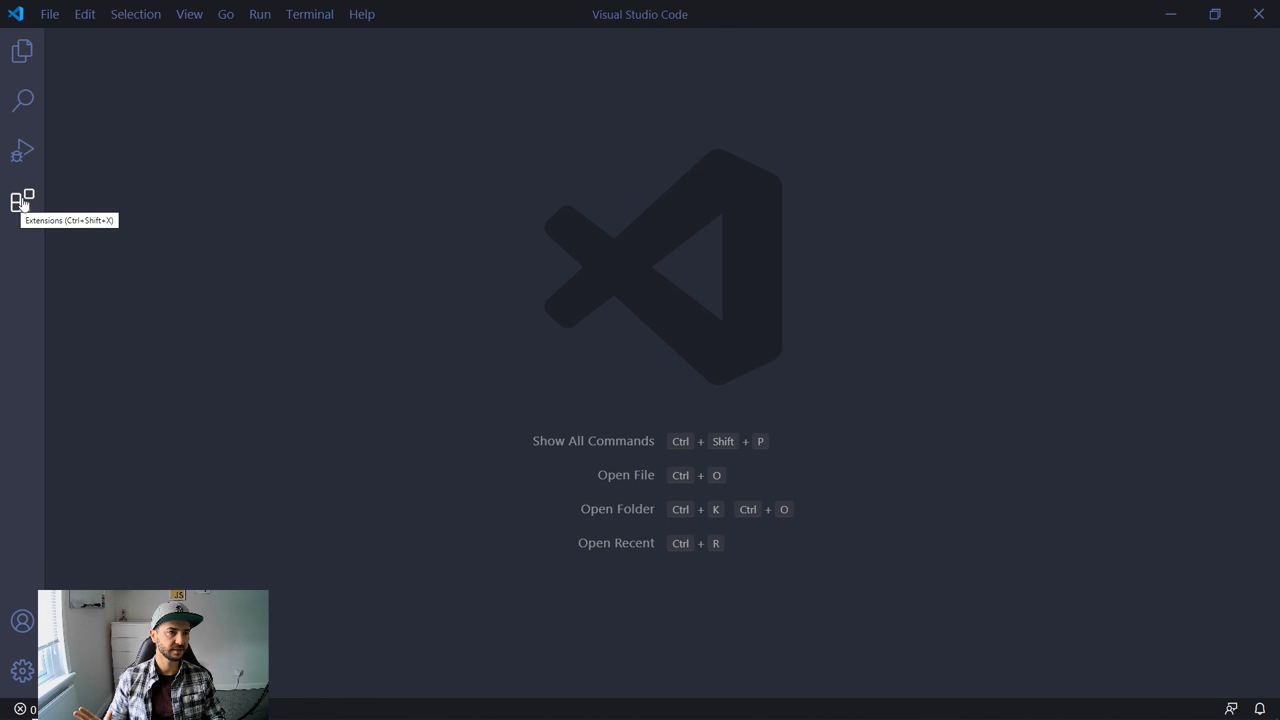 File Edit Selection View Go Run Terminal Help
Visual Studio Code
Extensions (Ctrl+Shift+X)
Show All Commands Ctrl + Shift + P
Open File Ctrl + O
Open Folder Ctrl + K Ctrl + O
Open Recent Ctrl + R
JS
0